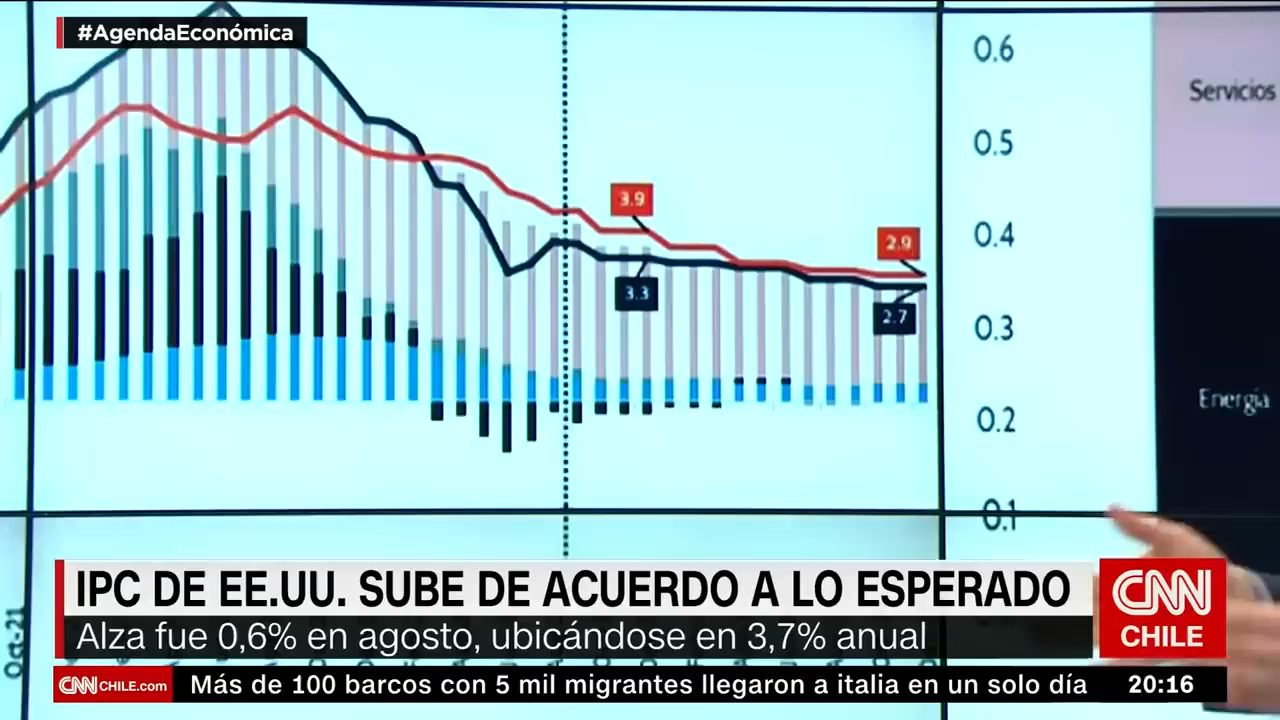 #AgendaEconómica
0.6
Servicios
0.5
3.9
0.4
2.9
3.3
2.7
0.3
Energía
0.2
0.1
IPC DE EE.UU. SUBE DE ACUERDO A LO ESPERADO
Alza fue 0,6% en agosto, ubicándose en 3,7% anual
CNN
CHILE
Oct-21
CNNCHILE.com
Más de 100 barcos con 5 mil migrantes llegaron a italia en un solo día
20:16